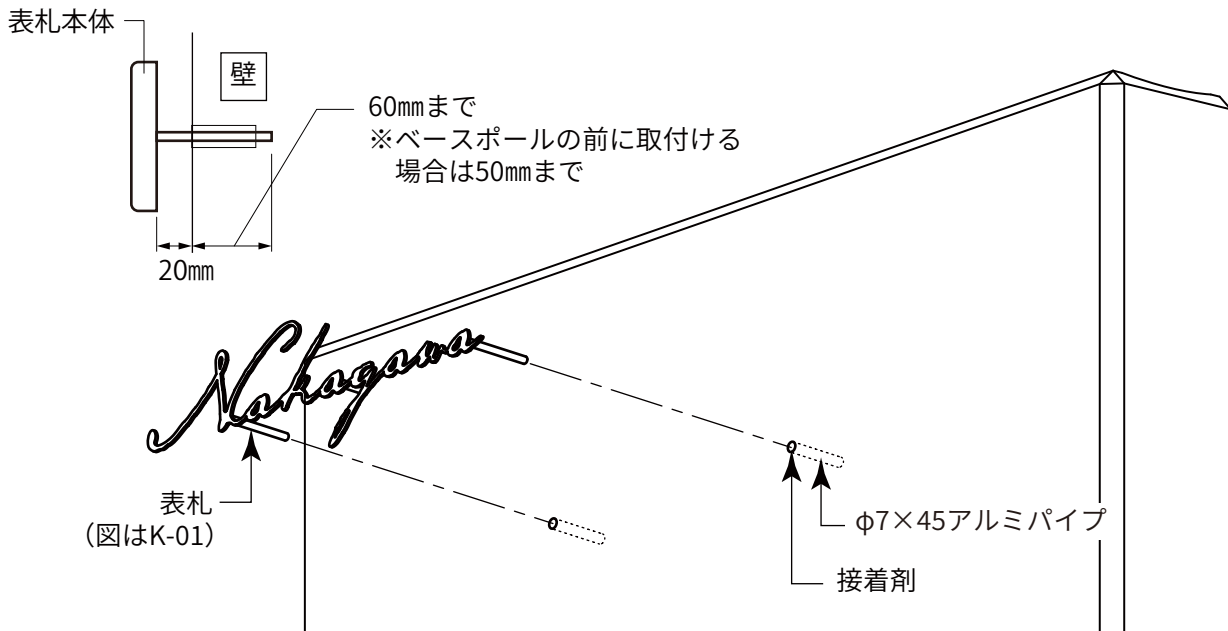 表札本体
壁
60㎜まで
※ベースポールの前に取付ける
場合は50㎜まで
20㎜
Nakagawa
表札
（図はK-01）
φ7×45アルミパイプ
接着剤